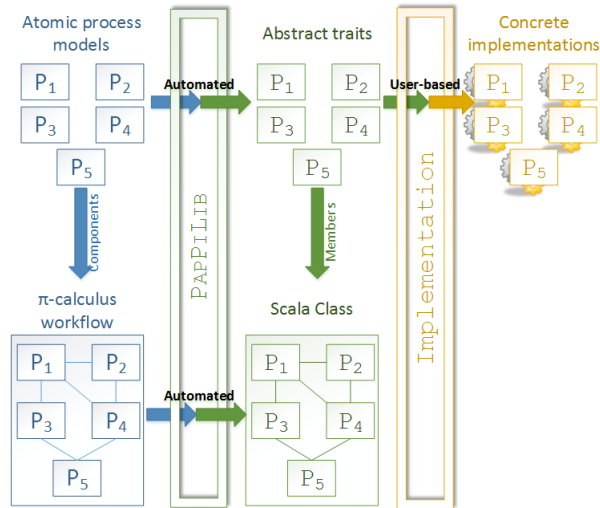 Atomic process
models
Abstract traits
Concrete
implementations
P1
P2
P3
P4
P5
Automated
P1
P2
P3
P4
P5
User-based
P1
P2
P3
P4
P5
Components
PAPPILIB
Members
Implementation
π-calculus
workflow
Scala Class
P1
P2
P3
P4
P5
Automated
P1
P2
P3
P4
P5